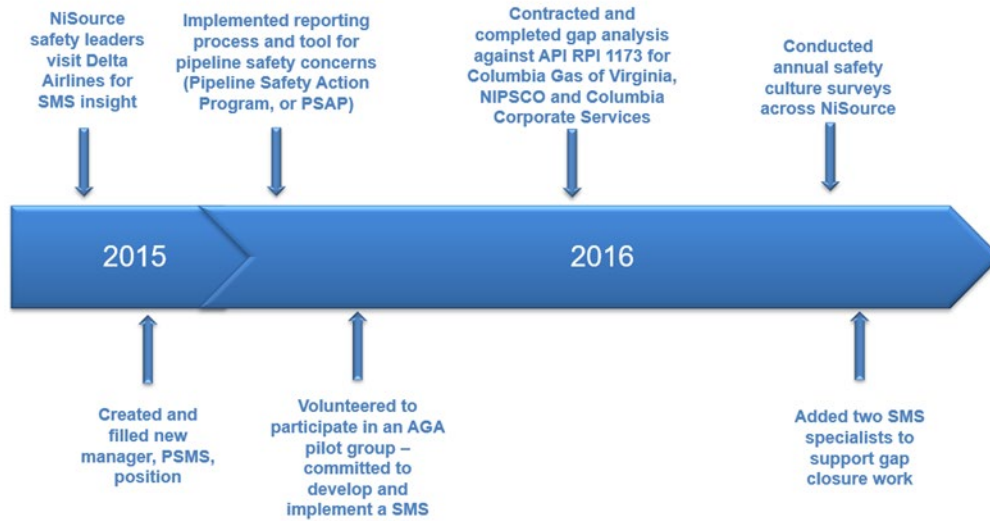 NiSource
safety leaders
visit Delta
Airlines for
SMS insight
Implemented reporting
process and tool for
pipeline safety concerns
(Pipeline Safety Action
Program, or PSAP)
Contracted and
completed gap analysis
against API RPI 1173 for
Columbia Gas of Virginia,
NIPSCO and Columbia
Corporate Services
Conducted
annual safety
culture surveys
across NiSource
2015
2016
Created and
filled new
manager, PSMS,
position
Volunteered to
participate in an AGA
pilot group –
committed to
develop and
implement a SMS
Added two SMS
specialists to
support gap
closure work